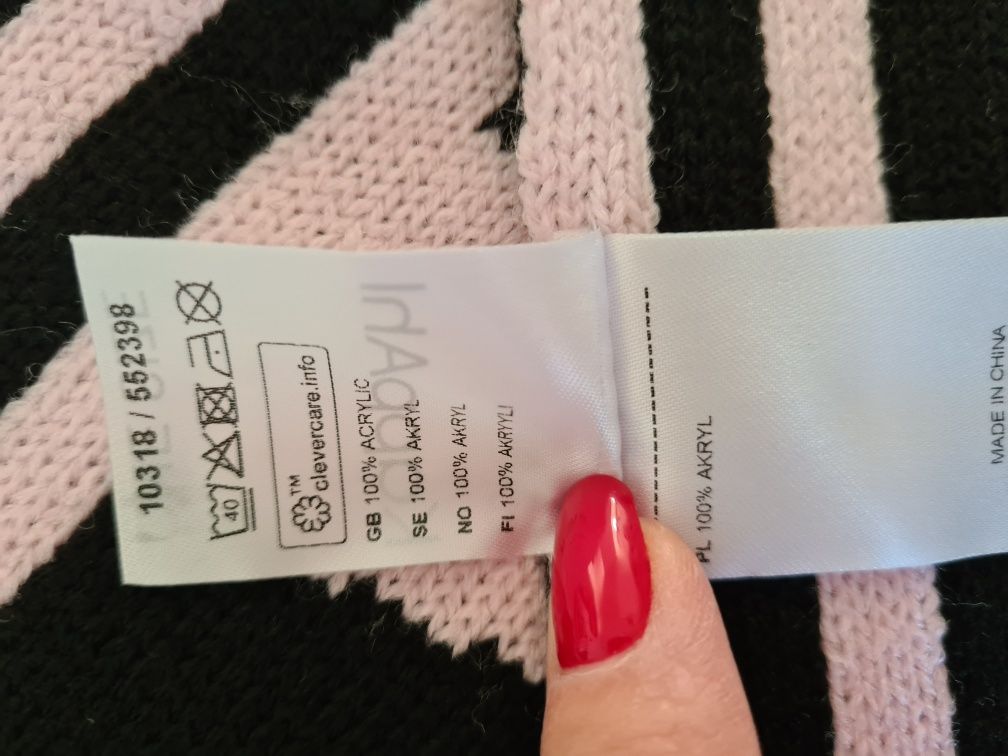 10318 / 552398
40
clevercare.info™
GB 100% ACRYLIC
SE 100% AKRYL
NO 100% AKRYL
FI 100% AKRYYLI
PL 100% AKRYL
MADE IN CHINA